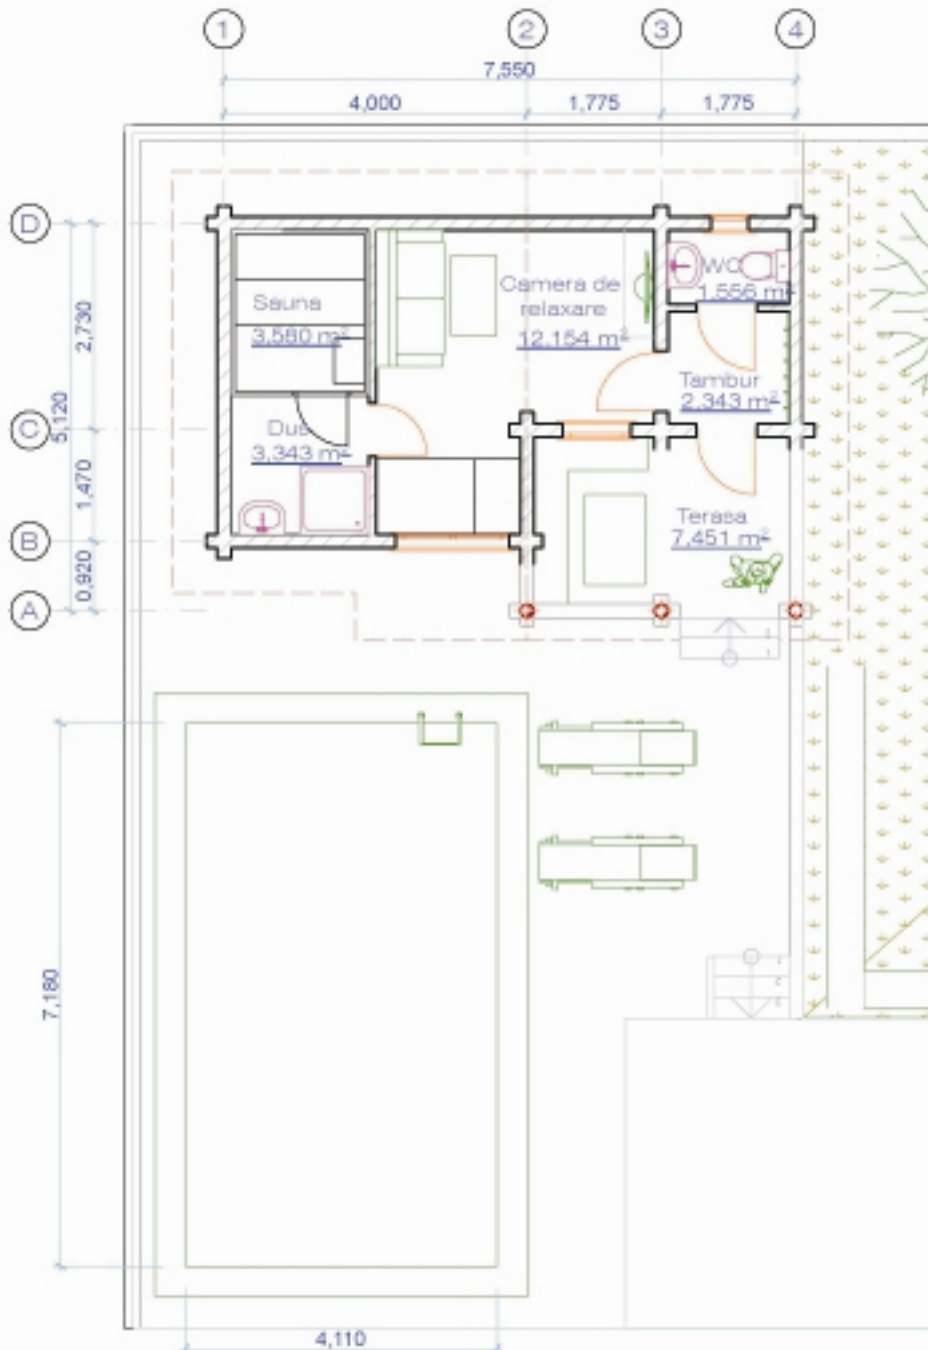 1 2 3 4
7,550
4,000 1,775 1,775
D
C
B
A
2,730
5,120
1,470
0,920
Sauna
3,580 m²
Camera de
relaxare
12,154 m²
WC
1,556 m²
Tambur
2,343 m²
Dus
3,343 m²
Terasa
7,451 m²
7,180
4,110